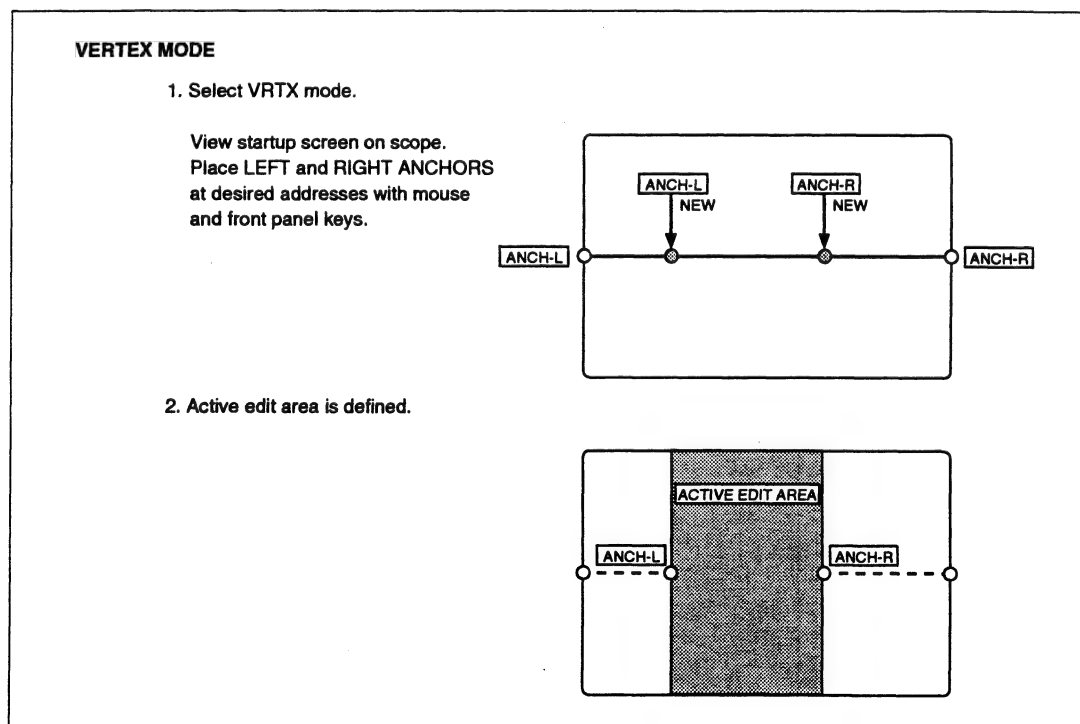 VERTEX MODE
1. Select VRTX mode.
View startup screen on scope.
Place LEFT and RIGHT ANCHORS
at desired addresses with mouse
and front panel keys.
ANCH-L
NEW
ANCH-R
NEW
ANCH-L
ANCH-R
2. Active edit area is defined.
ACTIVE EDIT AREA
ANCH-L
ANCH-R